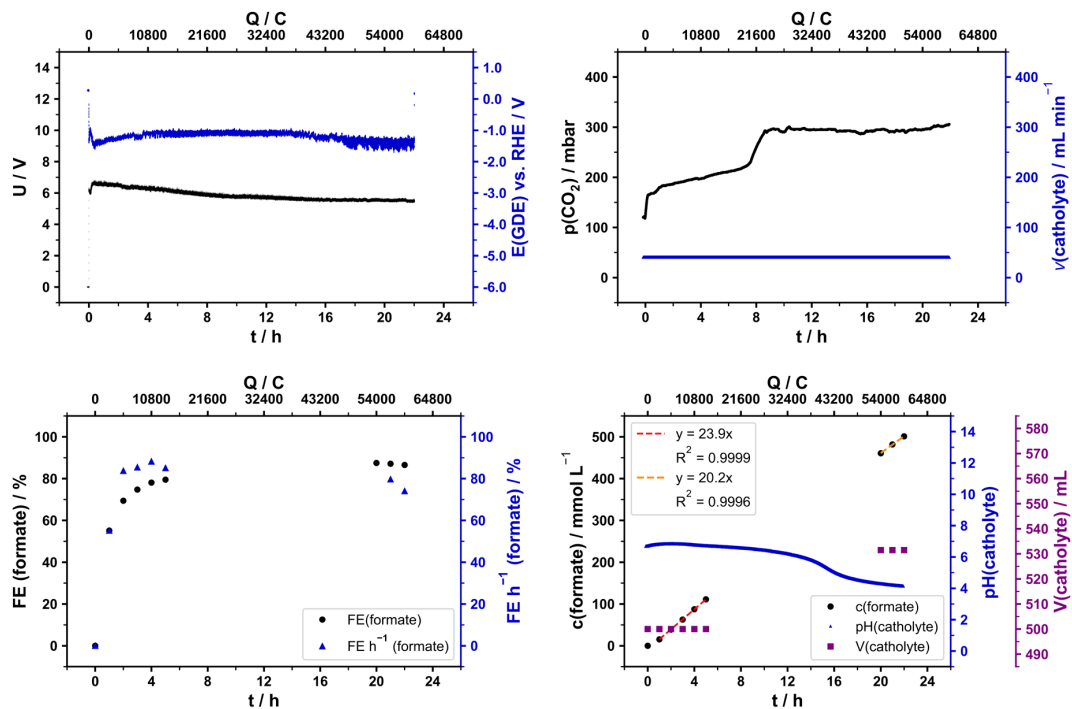 Q / C
0 10800 21600 32400 43200 54000 64800
14
12
10
8
6
4
2
0
U / V
1.0
0.0
-1.0
-2.0
-3.0
-4.0
-5.0
-6.0
E(GDE) vs. RHE / V
0 4 8 12 16 20 24
t / h
Q / C
0 10800 21600 32400 43200 54000 64800
400
300
200
100
0
p(CO₂) / mbar
400
300
200
100
0
v(catholyte) / mL min⁻¹
0 4 8 12 16 20 24
t / h
Q / C
0 10800 21600 32400 43200 54000 64800
100
80
60
40
20
0
FE (formate) / %
100
80
60
40
20
0
FE h⁻¹ (formate) / %
FE(formate)
FE h⁻¹ (formate)
0 4 8 12 16 20 24
t / h
Q / C
0 10800 21600 32400 43200 54000 64800
500
400
300
200
100
0
c(formate) / mmol L⁻¹
y = 23.9x
R² = 0.9999
y = 20.2x
R² = 0.9996
14
12
10
8
6
4
2
0
pH(catholyte)
580
570
560
550
540
530
520
510
500
490
V(catholyte) / mL
c(formate)
pH(catholyte)
V(catholyte)
0 4 8 12 16 20 24
t / h